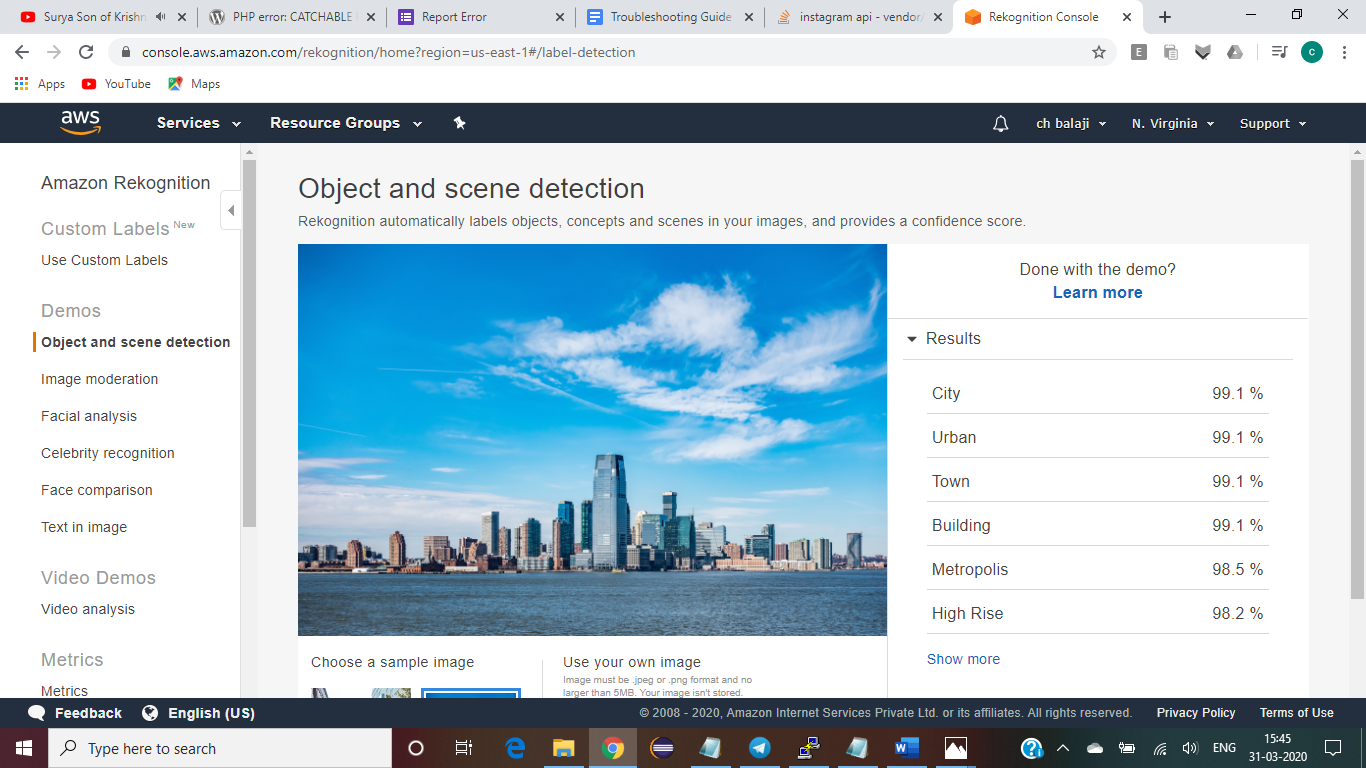 Surya Son of Krishn
PHP error: CATCHABLE
Report Error
Troubleshooting Guide
instagram api - vendor/
Rekognition Console
console.aws.amazon.com/rekognition/home?region=us-east-1#/label-detection
E
c
Apps
YouTube
Maps
aws
Services
Resource Groups
ch balaji
N. Virginia
Support
Amazon Rekognition
Custom Labels New
Use Custom Labels
Demos
Object and scene detection
Image moderation
Facial analysis
Celebrity recognition
Face comparison
Text in image
Video Demos
Video analysis
Metrics
Metrics
Object and scene detection
Rekognition automatically labels objects, concepts and scenes in your images, and provides a confidence score.
Choose a sample image
Use your own image
Image must be .jpeg or .png format and no
larger than 5MB. Your image isn't stored.
Done with the demo?
Learn more
Results
City 99.1 %
Urban 99.1 %
Town 99.1 %
Building 99.1 %
Metropolis 98.5 %
High Rise 98.2 %
Show more
Feedback
English (US)
© 2008 - 2020, Amazon Internet Services Private Ltd. or its affiliates. All rights reserved.
Privacy Policy
Terms of Use
Type here to search
ENG
15:45
31-03-2020